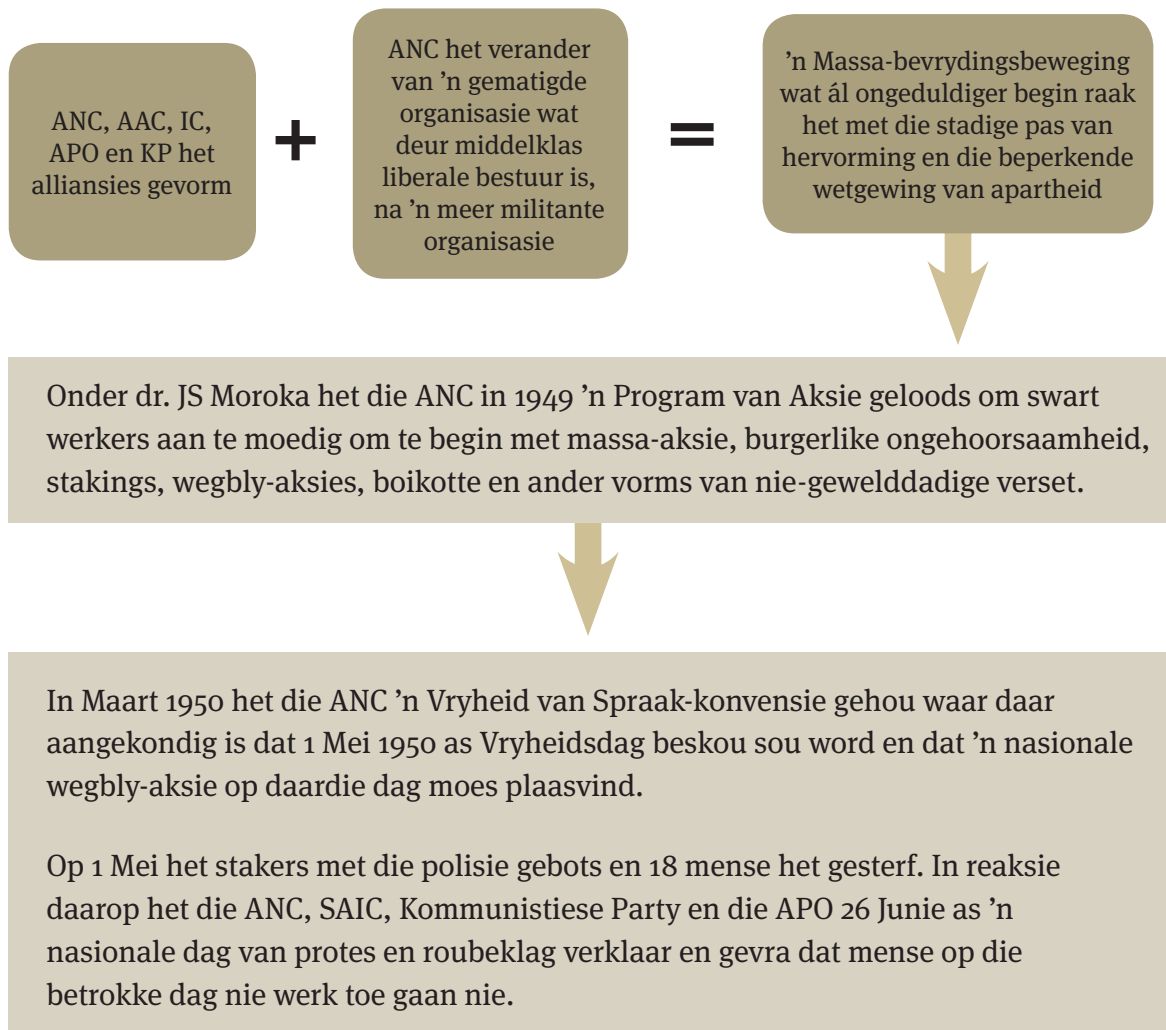 ANC, AAC, IC,
APO en KP het
alliansies gevorm
+
ANC het verander
van ’n gematigde
organisasie wat
deur middelklas
liberale bestuur is,
na ’n meer militante
organisasie
=
’n Massa-bevrydingsbeweging
wat ál ongeduldiger begin raak
het met die stadige pas van
hervorming en die beperkende
wetgewing van apartheid
Onder dr. JS Moroka het die ANC in 1949 ’n Program van Aksie geloods om swart
werkers aan te moedig om te begin met massa-aksie, burgerlike ongehoorsaamheid,
stakings, wegbly-aksies, boikotte en ander vorms van nie-gewelddadige verset.
In Maart 1950 het die ANC ’n Vryheid van Spraak-konvensie gehou waar daar
aangekondig is dat 1 Mei 1950 as Vryheidsdag beskou sou word en dat ’n nasionale
wegbly-aksie op daardie dag moes plaasvind.
Op 1 Mei het stakers met die polisie gebots en 18 mense het gesterf. In reaksie
daarop het die ANC, SAIC, Kommunistiese Party en die APO 26 Junie as ’n
nasionale dag van protes en roubeklag verklaar en gevra dat mense op die
betrokke dag nie werk toe gaan nie.